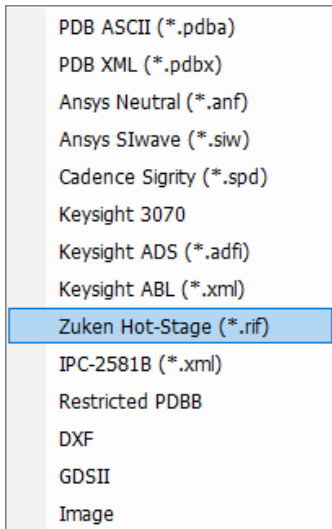 PDB ASCII (*.pdba)
PDB XML (*.pdbx)
Ansys Neutral (*.anf)
Ansys SIwave (*.siw)
Cadence Sigrity (*.spd)
Keysight 3070
Keysight ADS (*.adfi)
Keysight ABL (*.xml)
Zuken Hot-Stage (*.rif)
IPC-2581B (*.xml)
Restricted PDBB
DXF
GDSII
Image